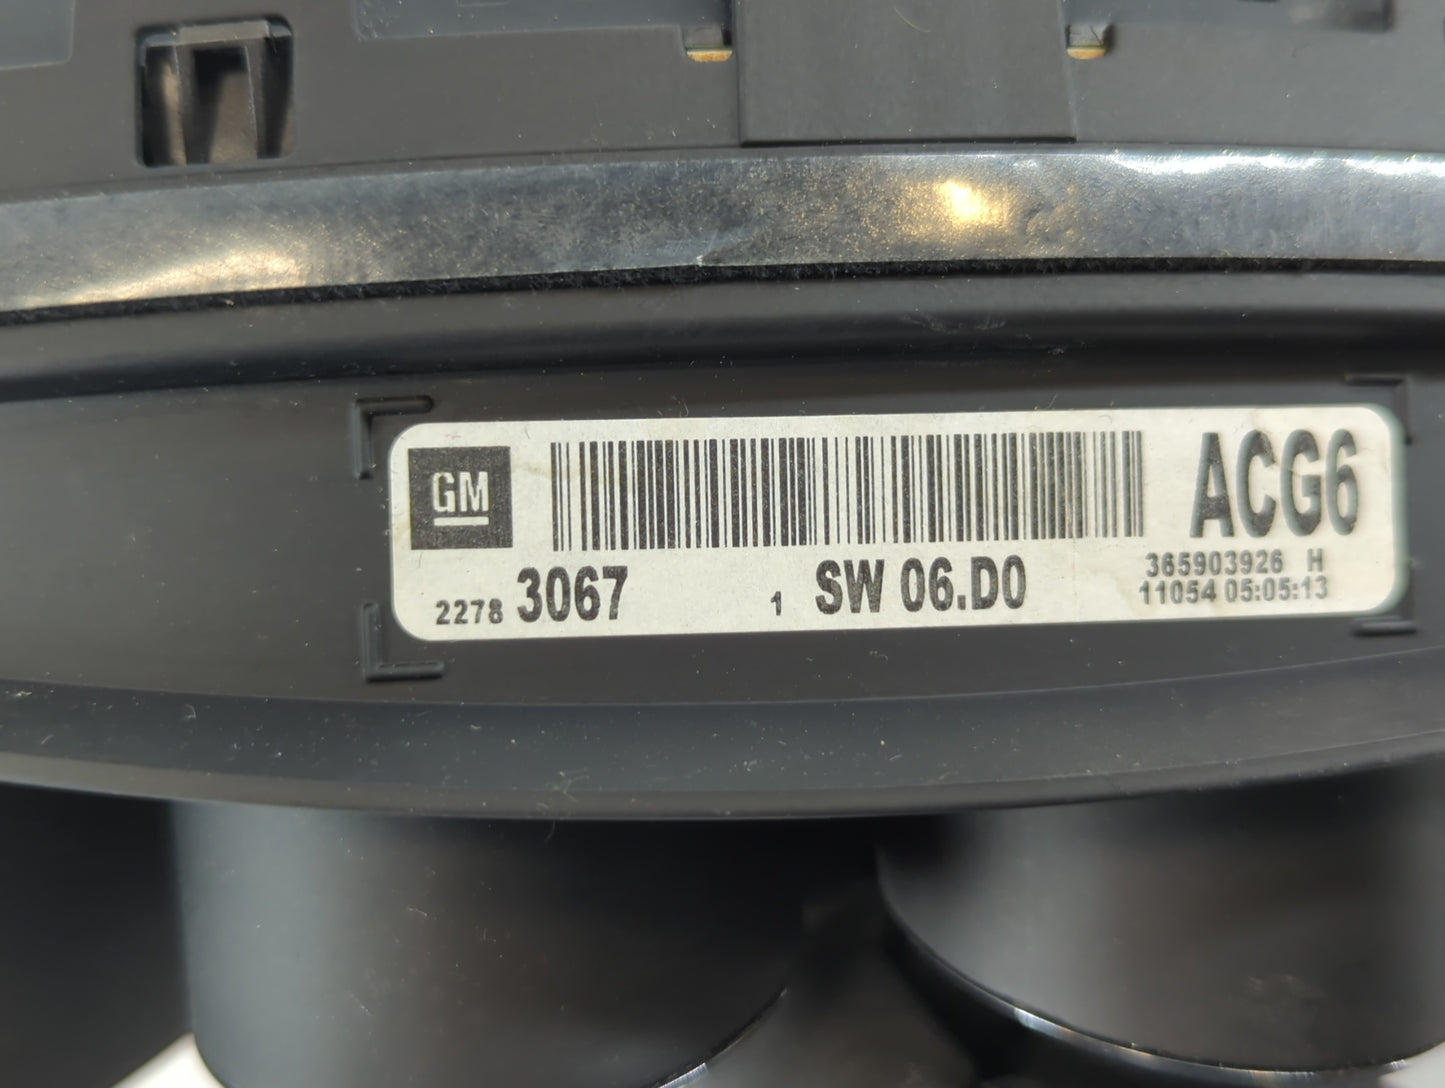 GM
ACG6
365903926 H
2278 3067 1 SW 06.D0 11054 05:05:13